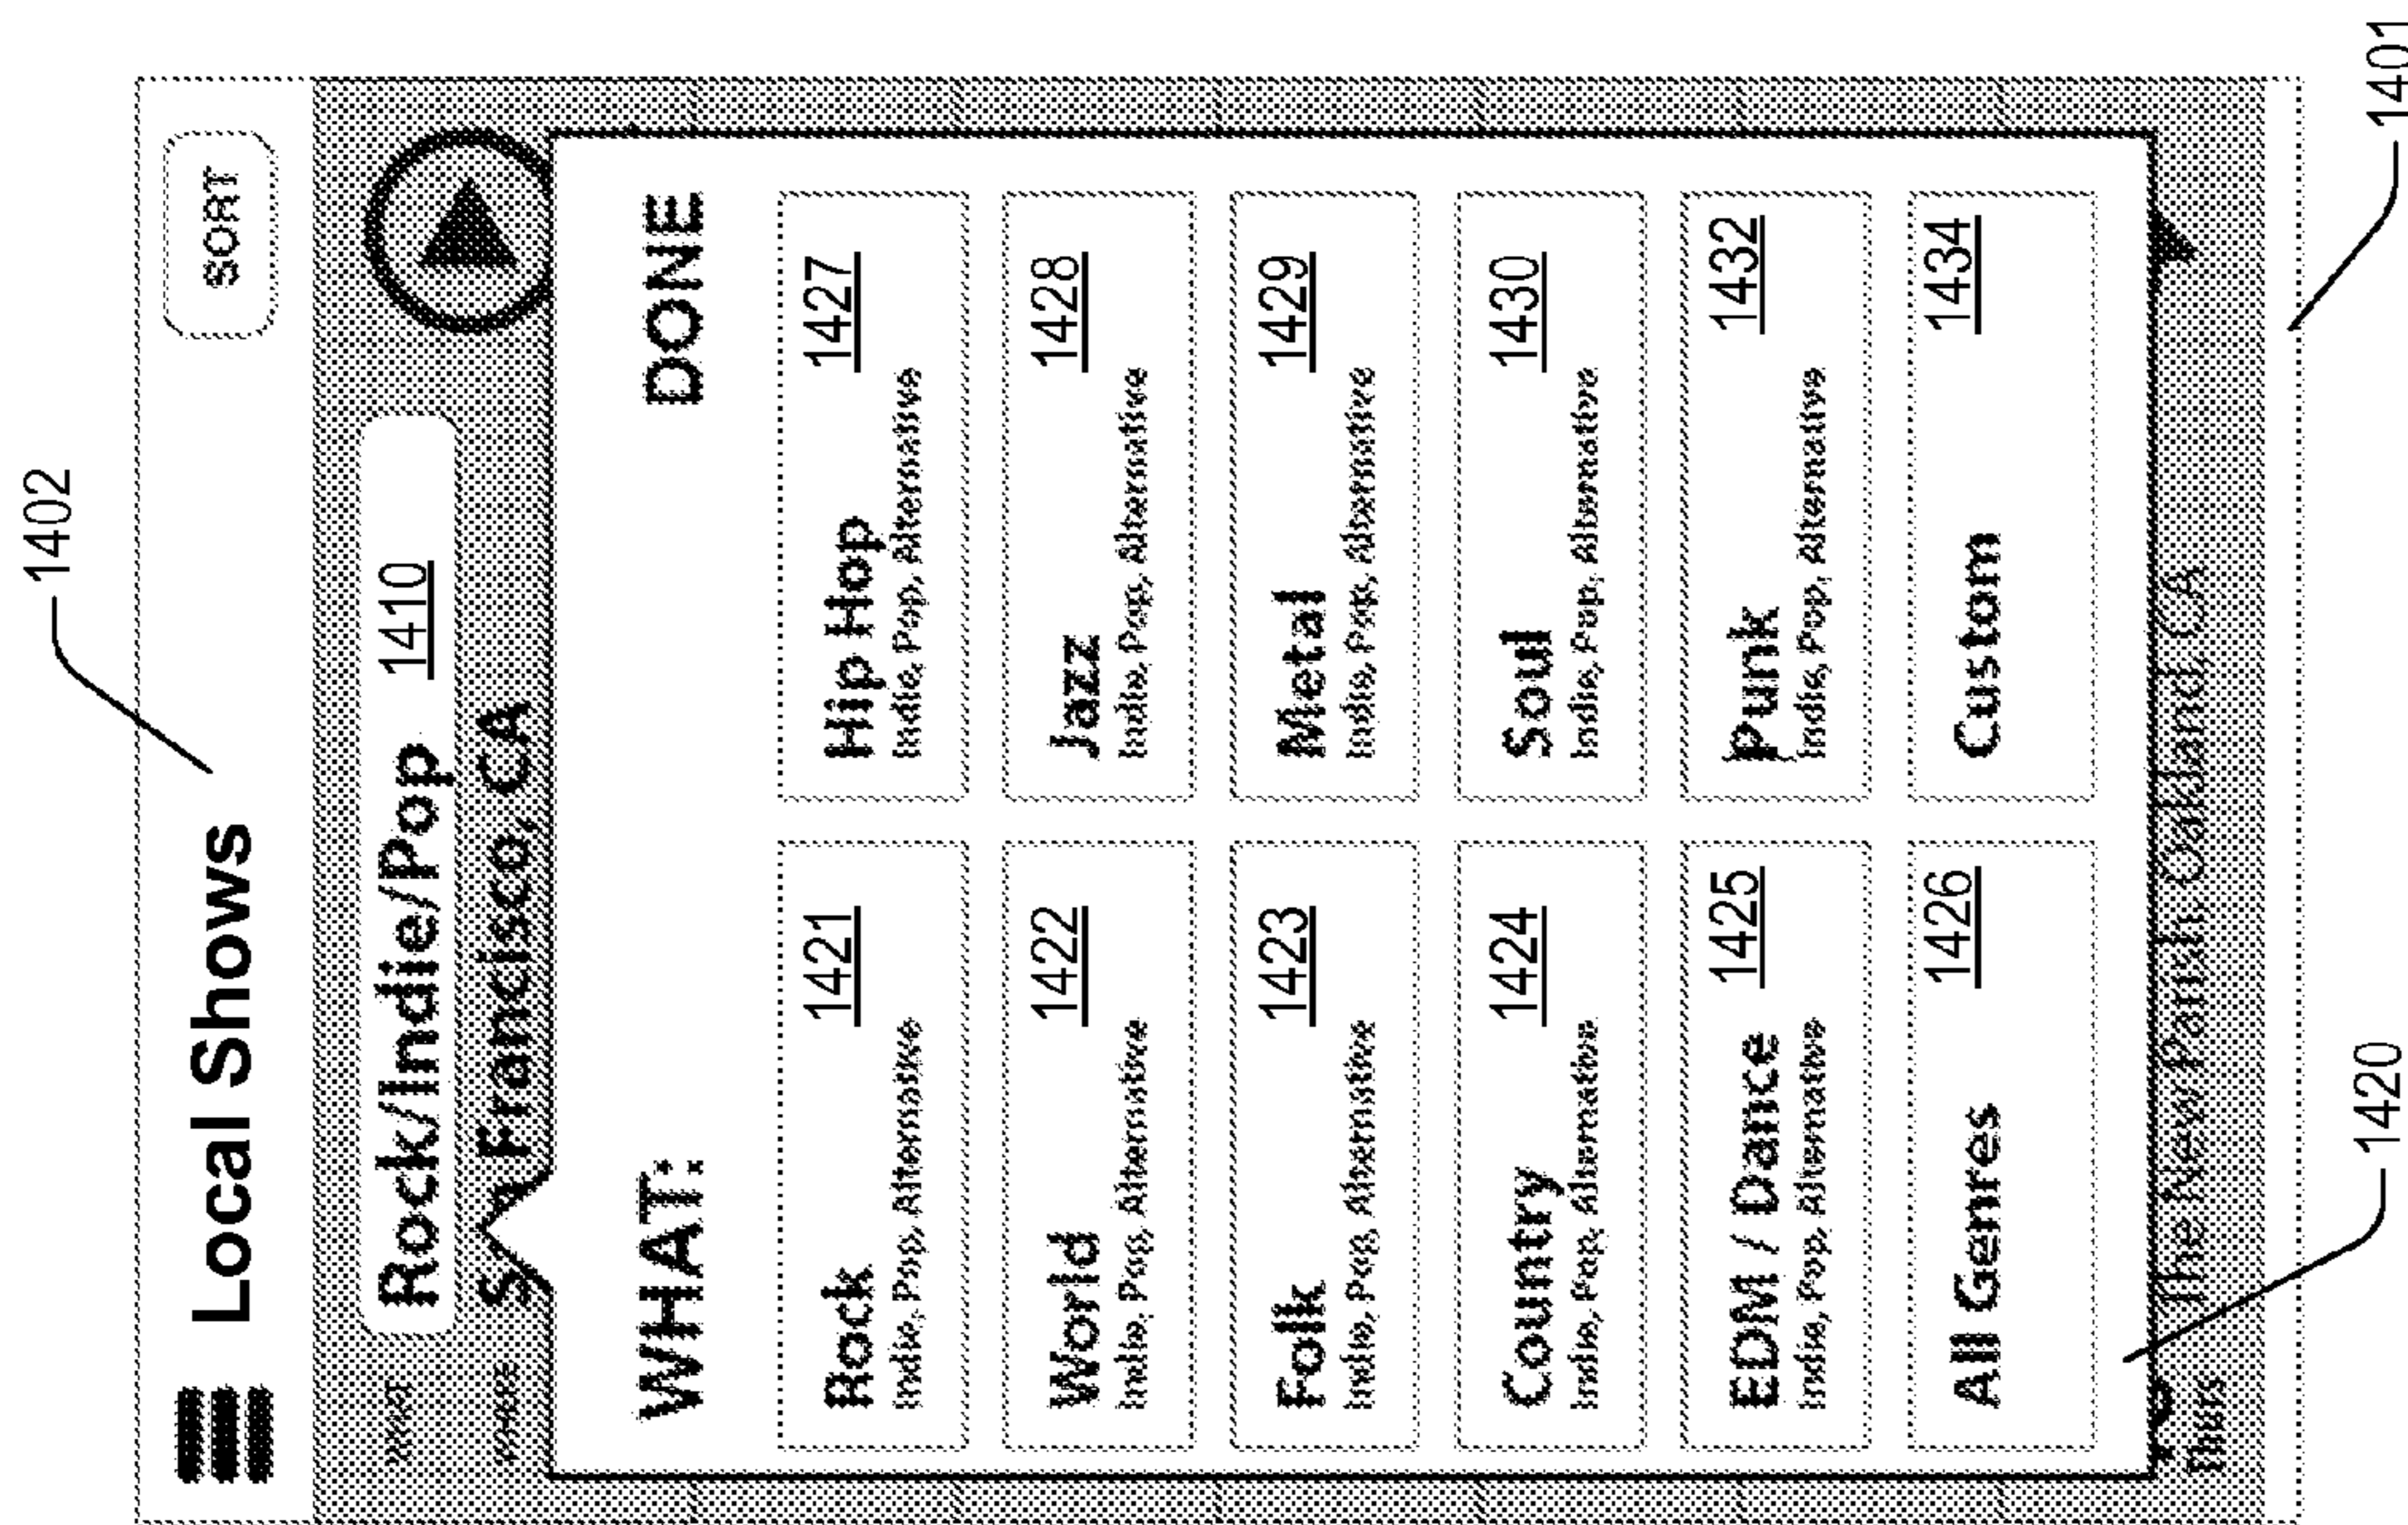 1402
Local Shows
SORT
WHAT
Rock/Indie/Pop 1410
WHERE
Francisco, CA
WHAT:
DONE
Rock 1421
Indie, Pop, Alternative
Hip Hop 1427
Indie, Pop, Alternative
World 1422
Indie, Pop, Alternative
Jazz 1428
Indie, Pop, Alternative
Folk 1423
Indie, Pop, Alternative
Metal 1429
Indie, Pop, Alternative
Country 1424
Indie, Pop, Alternative
Soul 1430
Indie, Pop, Alternative
EDM / Dance 1425
Indie, Pop, Alternative
Punk 1432
Indie, Pop, Alternative
All Genres 1426
Custom 1434
Thurs
The New Parish, Oakland, CA
1420
1401